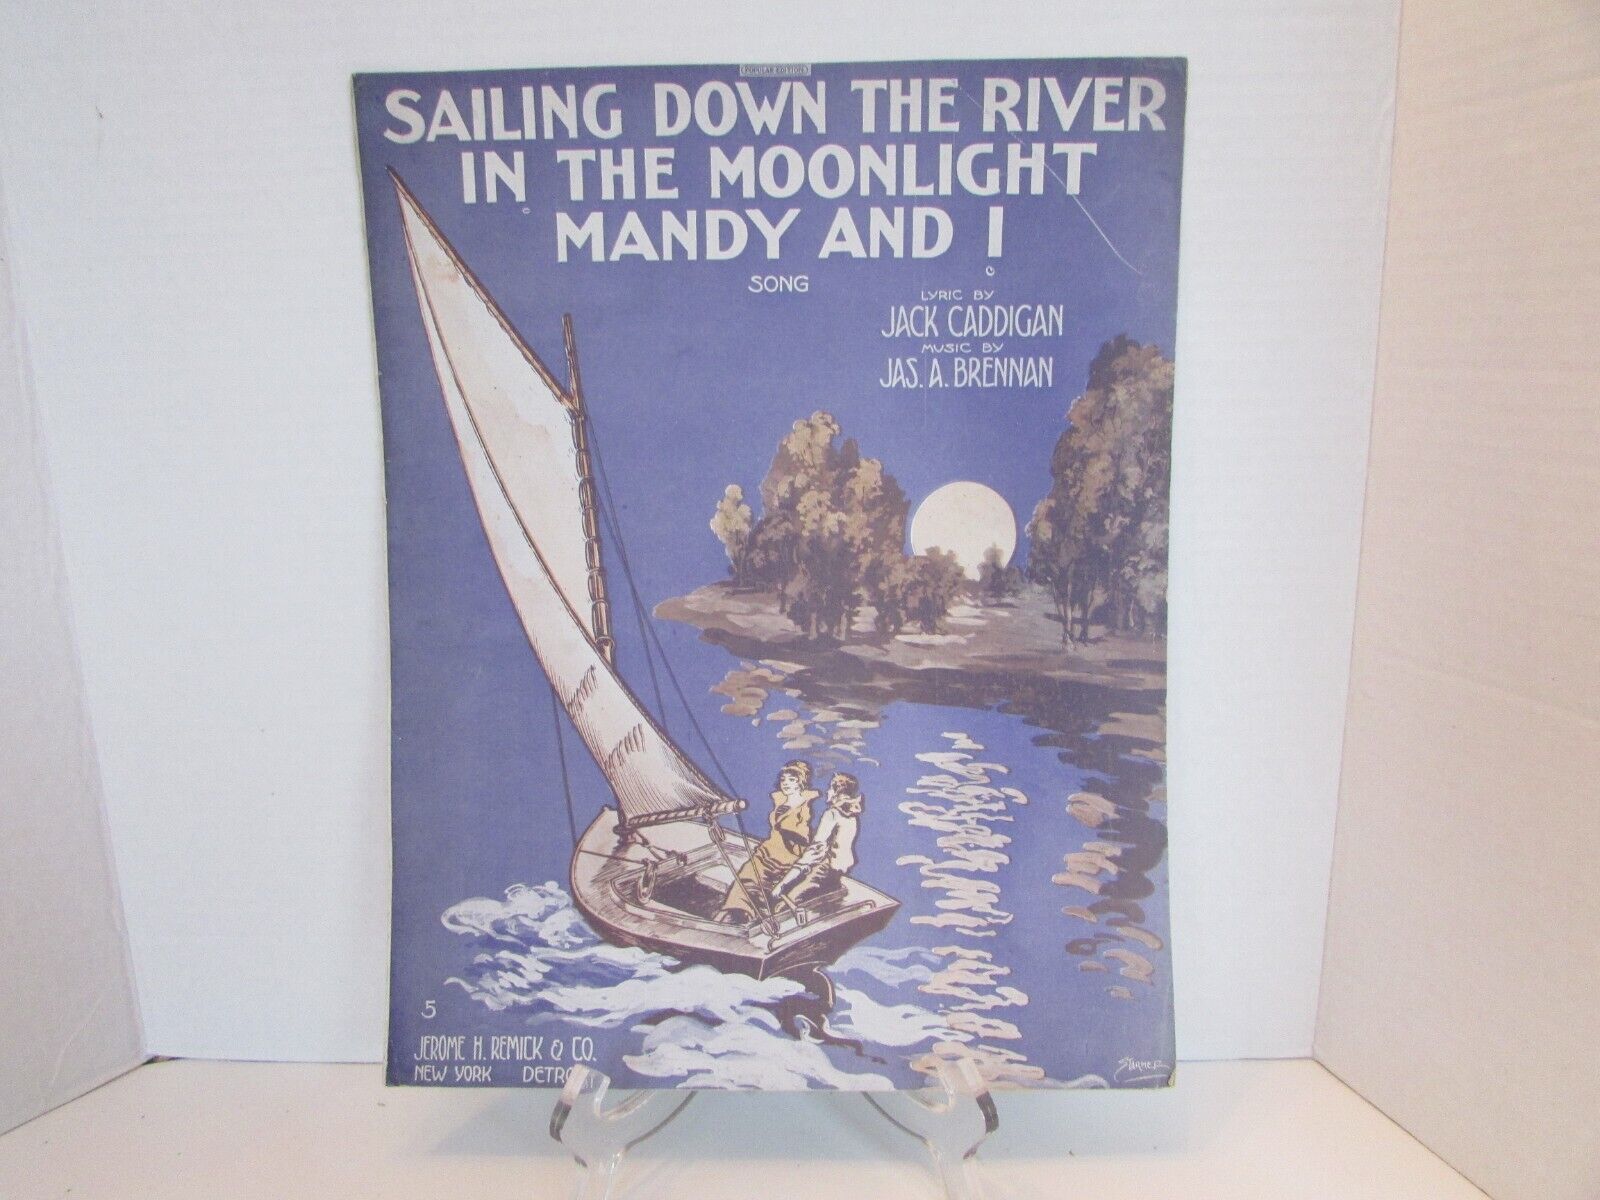 POPULAR EDITION
SAILING DOWN THE RIVER
IN THE MOONLIGHT
MANDY AND I
SONG
LYRIC BY
JACK CADDIGAN
MUSIC BY
JAS. A. BRENNAN
5
JEROME H. REMICK & CO.
NEW YORK DETROIT
STARMER